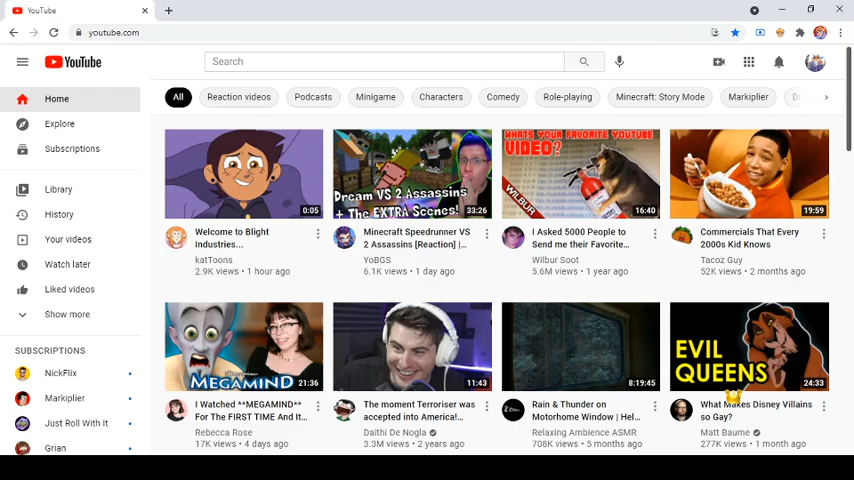 YouTube
youtube.com
YouTube
Search
Home
Explore
Subscriptions
Library
History
Your videos
Watch later
Liked videos
Show more
SUBSCRIPTIONS
NickFlix
Markiplier
Just Roll With It
Grian
All
Reaction videos
Podcasts
Minigame
Characters
Comedy
Role-playing
Minecraft: Story Mode
Markiplier
0:05
Welcome to Blight
Industries...
katToons
2.9K views • 1 hour ago
Dream VS 2 Assassins
+ The EXTRA Scenes!
33:26
Minecraft Speedrunner VS
2 Assassins [Reaction] |...
YoBGS
6.1K views • 1 day ago
WHATS YOUR FAVORITE YOUTUBE
VIDEO?
WILBUR
16:40
I Asked 5000 People to
Send me their Favorite...
Wilbur Soot
5.6M views • 1 year ago
19:59
Commercials That Every
2000s Kid Knows
Tacoz Guy
52K views • 2 months ago
MEGAMIND
21:36
I Watched **MEGAMIND**
For The FIRST TIME And It...
Rebecca Rose
17K views • 4 days ago
11:43
The moment Terroriser was
accepted into America!...
Daithi De Nogla
3.3M views • 2 years ago
8:19:45
Rain & Thunder on
Motorhome Window | Hel...
Relaxing Ambience ASMR
708K views • 5 months ago
EVIL
QUEENS
24:33
What Makes Disney Villains
so Gay?
Matt Baume
277K views • 1 month ago